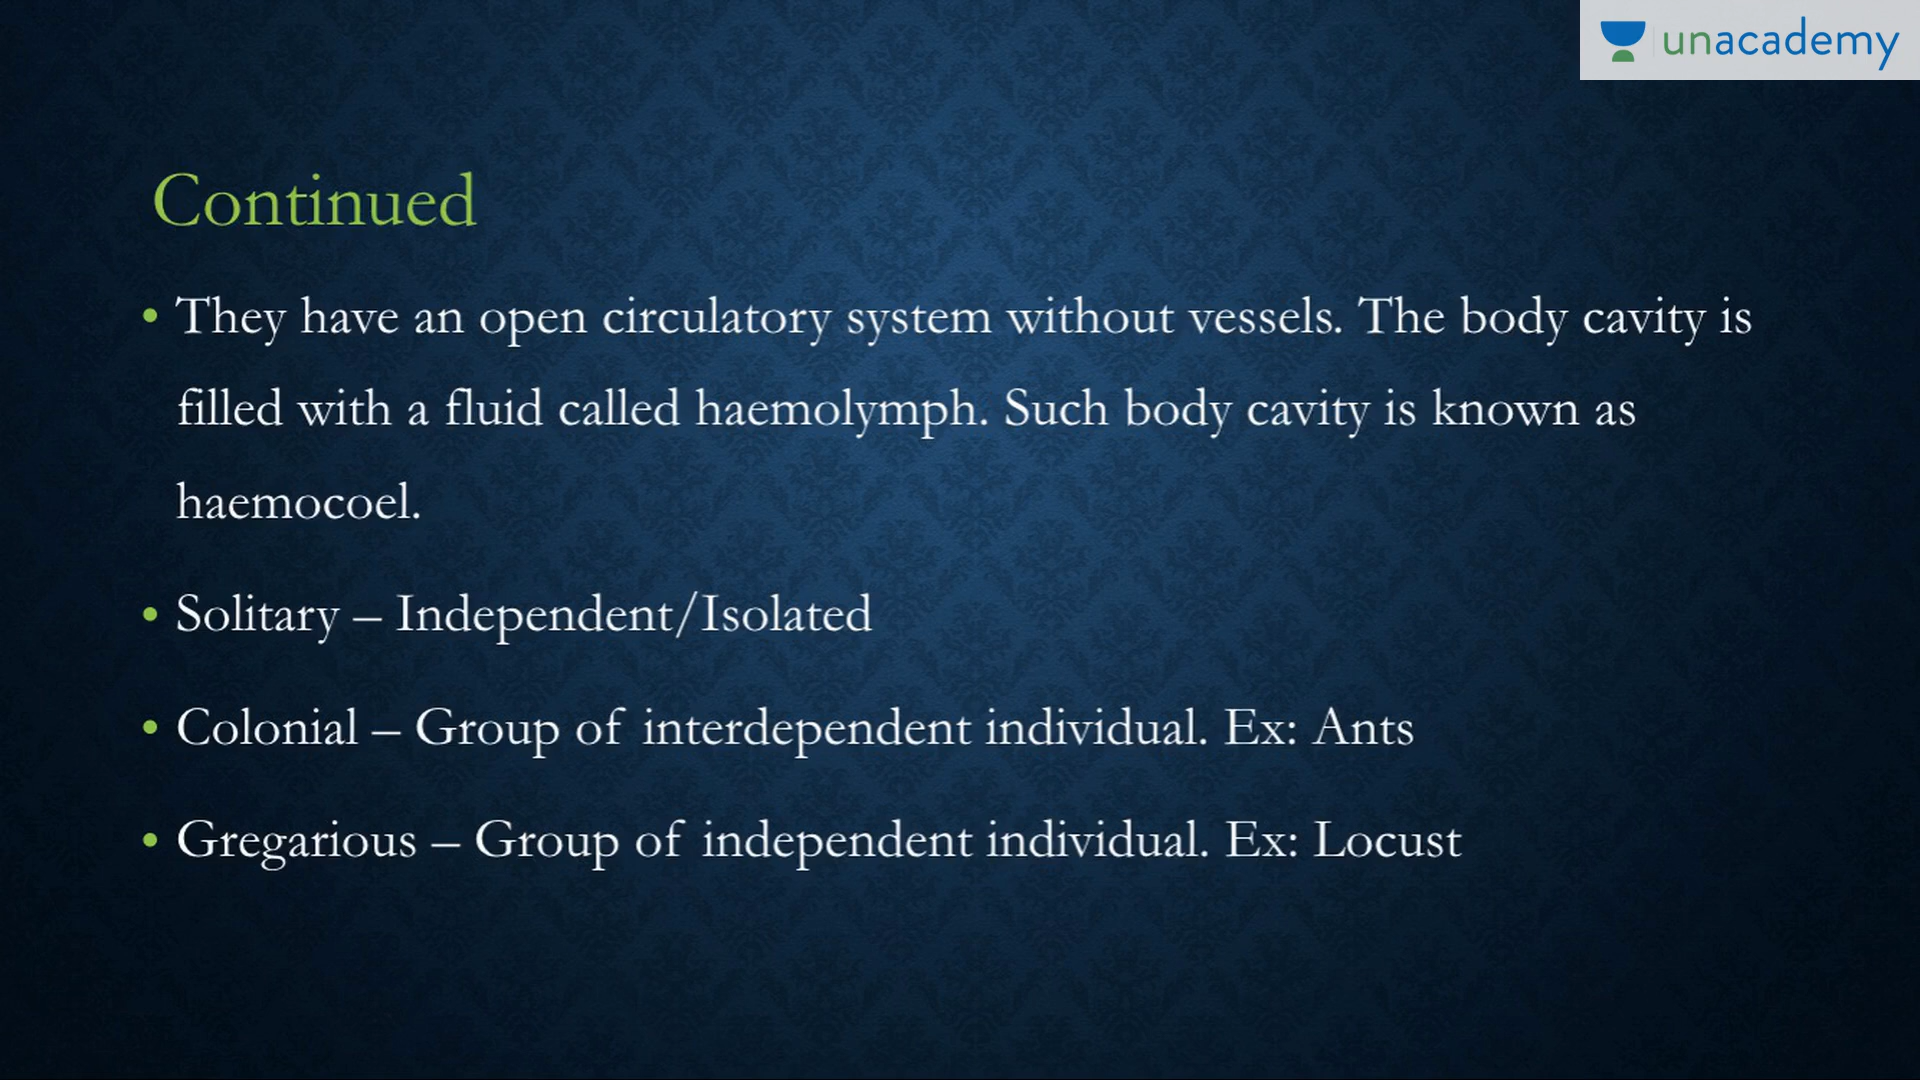 unacademy
Continued
• They have an open circulatory system without vessels. The body cavity is
filled with a fluid called haemolymph. Such body cavity is known as
haemocoel.
• Solitary – Independent/Isolated
• Colonial – Group of interdependent individual. Ex: Ants
• Gregarious – Group of independent individual. Ex: Locust